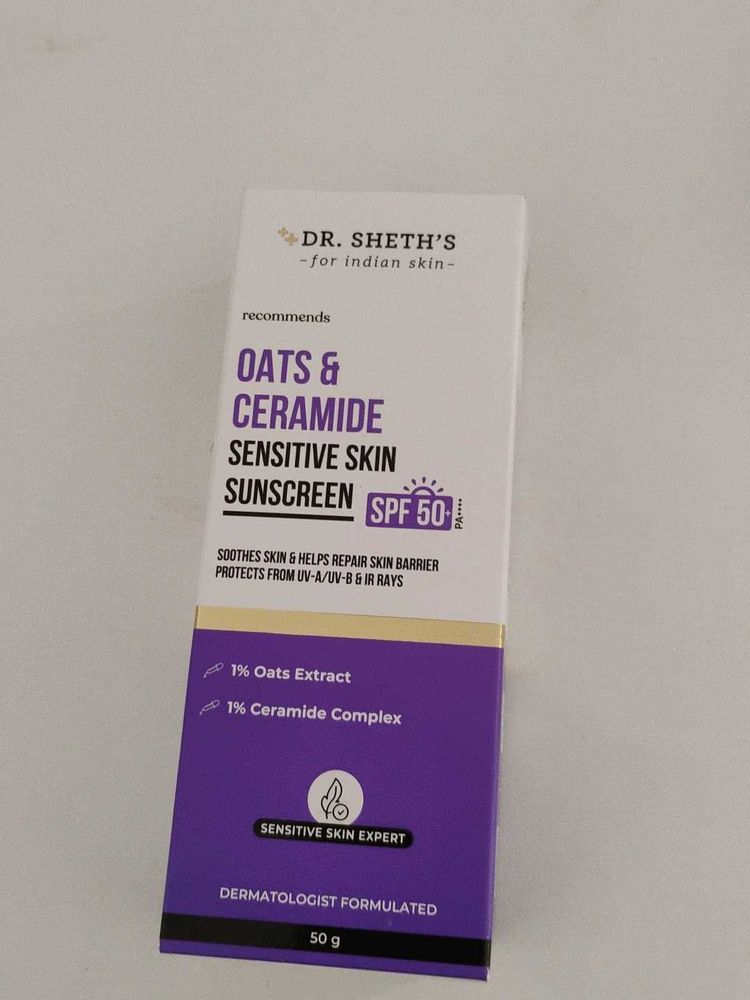 DR. SHETH'S
-for indian skin-
recommends
OATS &
CERAMIDE
SENSITIVE SKIN
SUNSCREEN
SPF 50+
PA++++
SOOTHES SKIN & HELPS REPAIR SKIN BARRIER
PROTECTS FROM UV-A/UV-B & IR RAYS
1% Oats Extract
1% Ceramide Complex
SENSITIVE SKIN EXPERT
DERMATOLOGIST FORMULATED
50 g